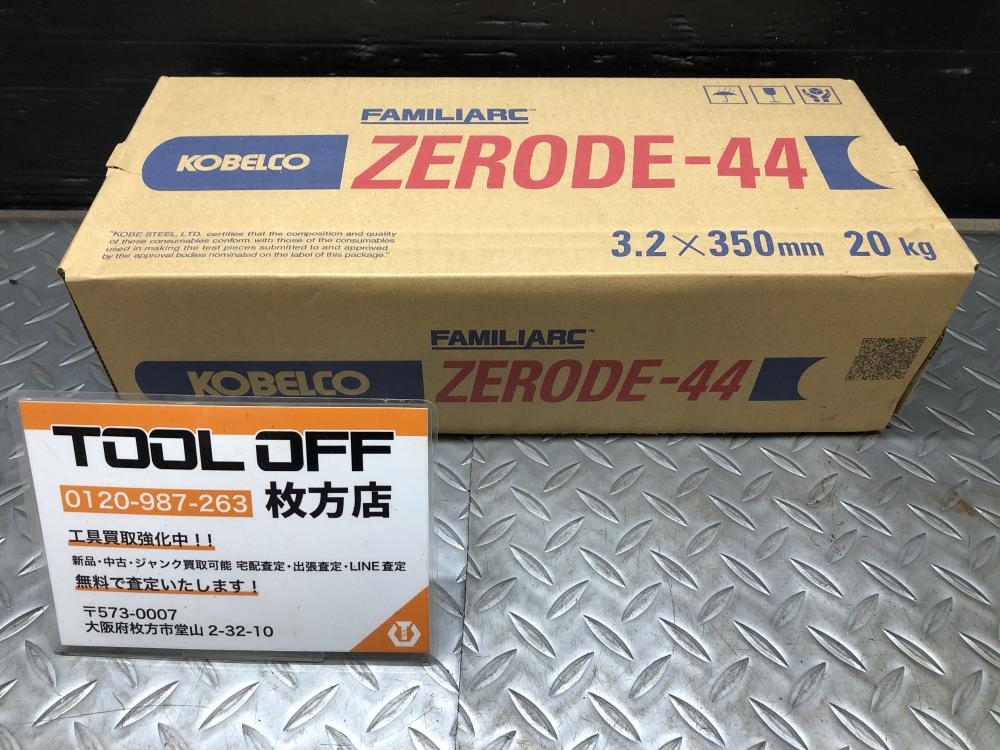 FAMILIARC™
KOBELCO ZERODE-44
"KOBE STEEL, LTD. certifies that the composition and quality
of these consumables conform with those of the consumables
used in making the test pieces submitted to and approved
by the approval bodies nominated on the label of this package."
3.2×350mm 20 kg
FAMILIARC™
KOBELCO ZERODE-44
TOOL OFF
0120-987-263 枚方店
工具買取強化中！！
新品・中古・ジャンク買取可能 宅配査定・出張査定・LINE査定
無料で査定いたします！
〒573-0007
大阪府枚方市堂山 2-32-10